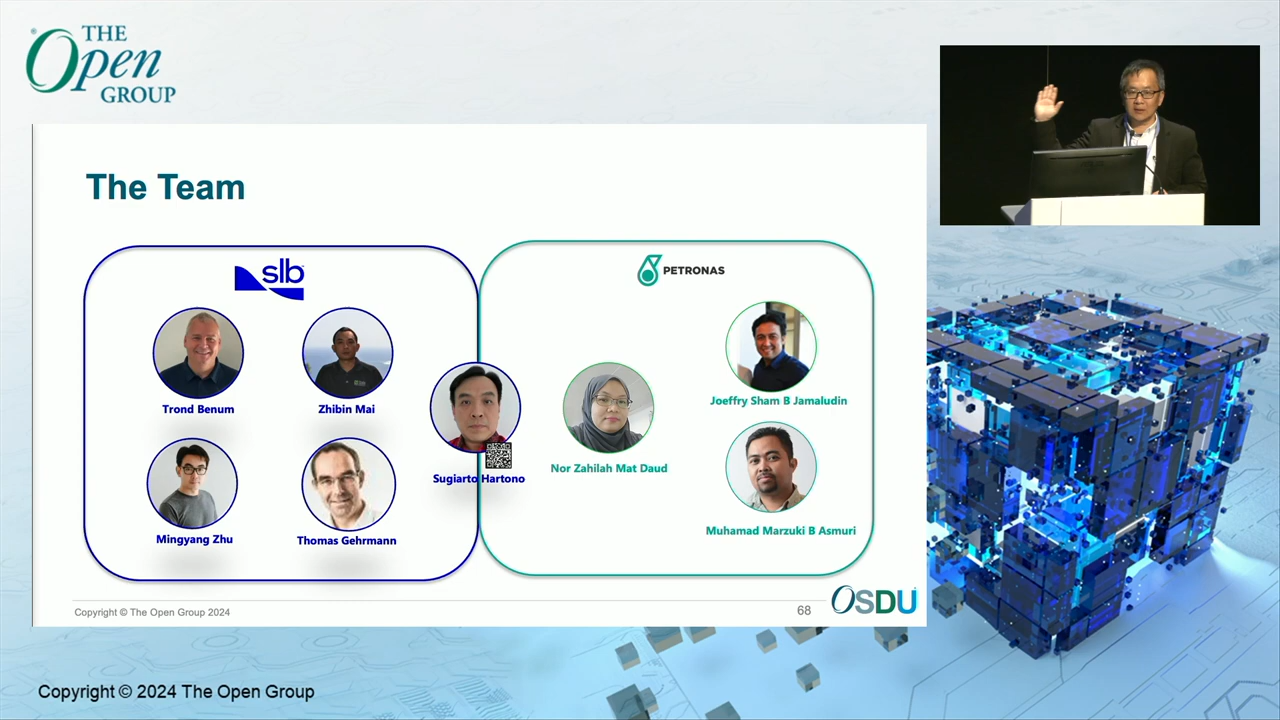 THE
Open
GROUP
The Team
slb
PETRONAS
Trond Benum
Zhibin Mai
Joeffry Sham B Jamaludin
Sugiarto Hartono
Nor Zahilah Mat Daud
Mingyang Zhu
Thomas Gehrmann
Muhamad Marzuki B Asmuri
Copyright © The Open Group 2024
68
OSDU
Copyright © 2024 The Open Group